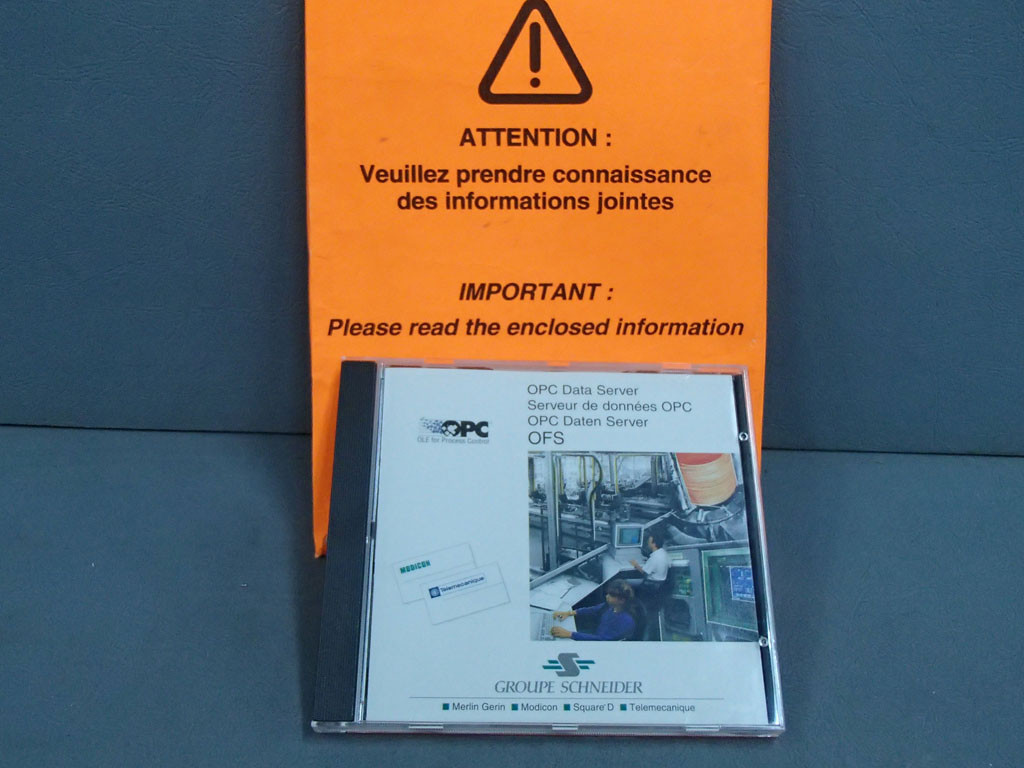 ATTENTION :
Veuillez prendre connaissance
des informations jointes
IMPORTANT :
Please read the enclosed information
OPC Data Server
Serveur de données OPC
OPC Daten Server
OFS
OPC
OLE for Process Control
MODICON
Telemecanique
GROUPE SCHNEIDER
Merlin Gerin Modicon Square D Telemecanique